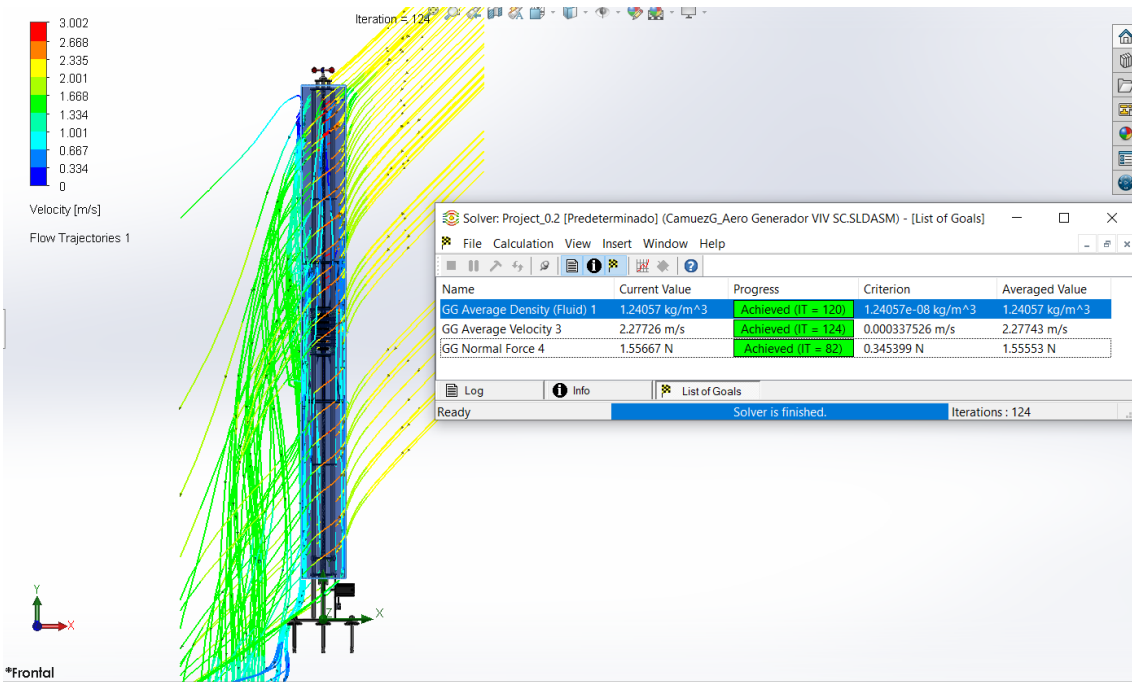 Iteration = 124
3.002
2.668
2.335
2.001
1.668
1.334
1.001
0.667
0.334
0
Velocity [m/s]
Flow Trajectories 1
Solver: Project_0.2 [Predeterminado] (CamuezG_Aero Generador VIV SC.SLDASM) - [List of Goals]
File Calculation View Insert Window Help
Name Current Value Progress Criterion Averaged Value
GG Average Density (Fluid) 1 1.24057 kg/m^3 Achieved (IT = 120) 1.24057e-08 kg/m^3 1.24057 kg/m^3
GG Average Velocity 3 2.27726 m/s Achieved (IT = 124) 0.000337526 m/s 2.27743 m/s
GG Normal Force 4 1.55667 N Achieved (IT = 82) 0.345399 N 1.55553 N
Log Info List of Goals
Ready Solver is finished. Iterations : 124
Y
X
Z
X
*Frontal